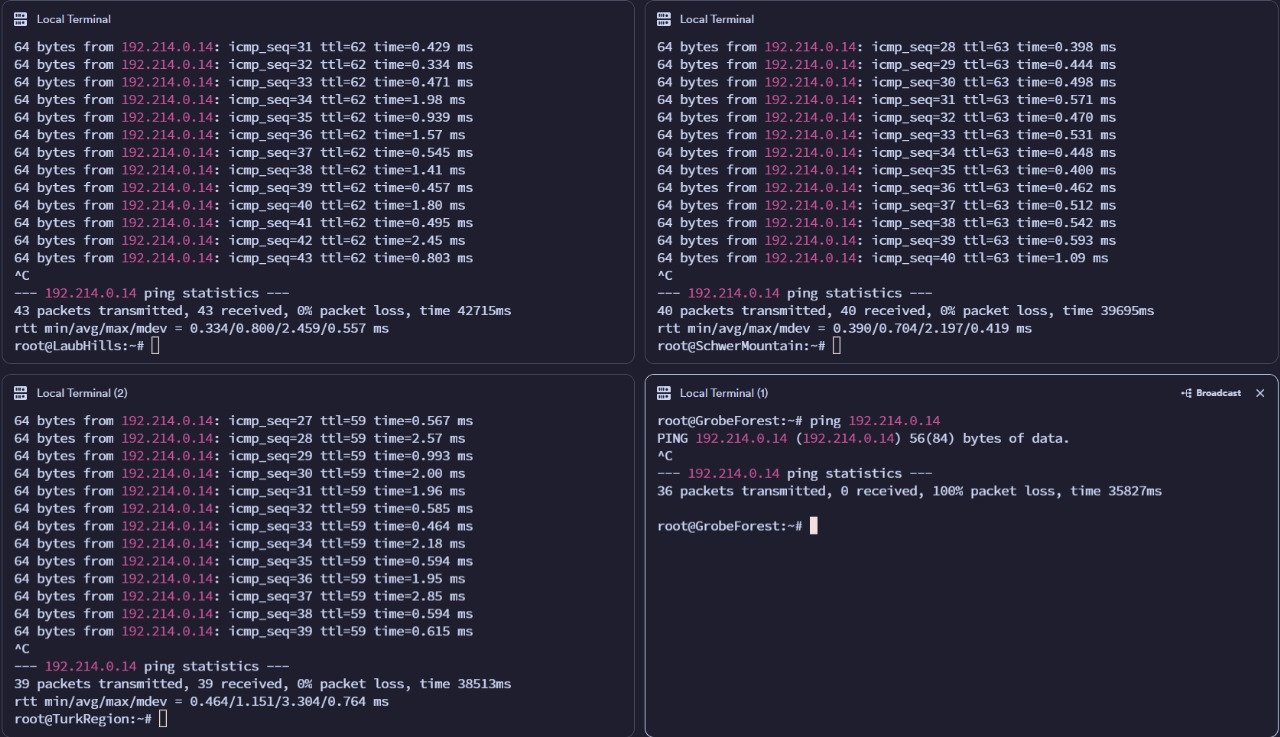 Local Terminal
64 bytes from 192.214.0.14: icmp_seq=31 ttl=62 time=0.429 ms
64 bytes from 192.214.0.14: icmp_seq=32 ttl=62 time=0.334 ms
64 bytes from 192.214.0.14: icmp_seq=33 ttl=62 time=0.471 ms
64 bytes from 192.214.0.14: icmp_seq=34 ttl=62 time=1.98 ms
64 bytes from 192.214.0.14: icmp_seq=35 ttl=62 time=0.939 ms
64 bytes from 192.214.0.14: icmp_seq=36 ttl=62 time=1.57 ms
64 bytes from 192.214.0.14: icmp_seq=37 ttl=62 time=0.545 ms
64 bytes from 192.214.0.14: icmp_seq=38 ttl=62 time=1.41 ms
64 bytes from 192.214.0.14: icmp_seq=39 ttl=62 time=0.457 ms
64 bytes from 192.214.0.14: icmp_seq=40 ttl=62 time=1.80 ms
64 bytes from 192.214.0.14: icmp_seq=41 ttl=62 time=0.495 ms
64 bytes from 192.214.0.14: icmp_seq=42 ttl=62 time=2.45 ms
64 bytes from 192.214.0.14: icmp_seq=43 ttl=62 time=0.803 ms
^C
--- 192.214.0.14 ping statistics ---
43 packets transmitted, 43 received, 0% packet loss, time 42715ms
rtt min/avg/max/mdev = 0.334/0.800/2.459/0.557 ms
root@LaubHills:~#
Local Terminal
64 bytes from 192.214.0.14: icmp_seq=28 ttl=63 time=0.398 ms
64 bytes from 192.214.0.14: icmp_seq=29 ttl=63 time=0.444 ms
64 bytes from 192.214.0.14: icmp_seq=30 ttl=63 time=0.498 ms
64 bytes from 192.214.0.14: icmp_seq=31 ttl=63 time=0.571 ms
64 bytes from 192.214.0.14: icmp_seq=32 ttl=63 time=0.470 ms
64 bytes from 192.214.0.14: icmp_seq=33 ttl=63 time=0.531 ms
64 bytes from 192.214.0.14: icmp_seq=34 ttl=63 time=0.448 ms
64 bytes from 192.214.0.14: icmp_seq=35 ttl=63 time=0.400 ms
64 bytes from 192.214.0.14: icmp_seq=36 ttl=63 time=0.462 ms
64 bytes from 192.214.0.14: icmp_seq=37 ttl=63 time=0.512 ms
64 bytes from 192.214.0.14: icmp_seq=38 ttl=63 time=0.542 ms
64 bytes from 192.214.0.14: icmp_seq=39 ttl=63 time=0.593 ms
64 bytes from 192.214.0.14: icmp_seq=40 ttl=63 time=1.09 ms
^C
--- 192.214.0.14 ping statistics ---
40 packets transmitted, 40 received, 0% packet loss, time 39695ms
rtt min/avg/max/mdev = 0.390/0.704/2.197/0.419 ms
root@SchwerMountain:~#
Local Terminal (2)
64 bytes from 192.214.0.14: icmp_seq=27 ttl=59 time=0.567 ms
64 bytes from 192.214.0.14: icmp_seq=28 ttl=59 time=2.57 ms
64 bytes from 192.214.0.14: icmp_seq=29 ttl=59 time=0.993 ms
64 bytes from 192.214.0.14: icmp_seq=30 ttl=59 time=2.00 ms
64 bytes from 192.214.0.14: icmp_seq=31 ttl=59 time=1.96 ms
64 bytes from 192.214.0.14: icmp_seq=32 ttl=59 time=0.585 ms
64 bytes from 192.214.0.14: icmp_seq=33 ttl=59 time=0.464 ms
64 bytes from 192.214.0.14: icmp_seq=34 ttl=59 time=2.18 ms
64 bytes from 192.214.0.14: icmp_seq=35 ttl=59 time=0.594 ms
64 bytes from 192.214.0.14: icmp_seq=36 ttl=59 time=1.95 ms
64 bytes from 192.214.0.14: icmp_seq=37 ttl=59 time=2.85 ms
64 bytes from 192.214.0.14: icmp_seq=38 ttl=59 time=0.594 ms
64 bytes from 192.214.0.14: icmp_seq=39 ttl=59 time=0.615 ms
^C
--- 192.214.0.14 ping statistics ---
39 packets transmitted, 39 received, 0% packet loss, time 38513ms
rtt min/avg/max/mdev = 0.464/1.151/3.304/0.764 ms
root@TurkRegion:~#
Local Terminal (1)
Broadcast
root@GrobeForest:~# ping 192.214.0.14
PING 192.214.0.14 (192.214.0.14) 56(84) bytes of data.
^C
--- 192.214.0.14 ping statistics ---
36 packets transmitted, 0 received, 100% packet loss, time 35827ms
root@GrobeForest:~#